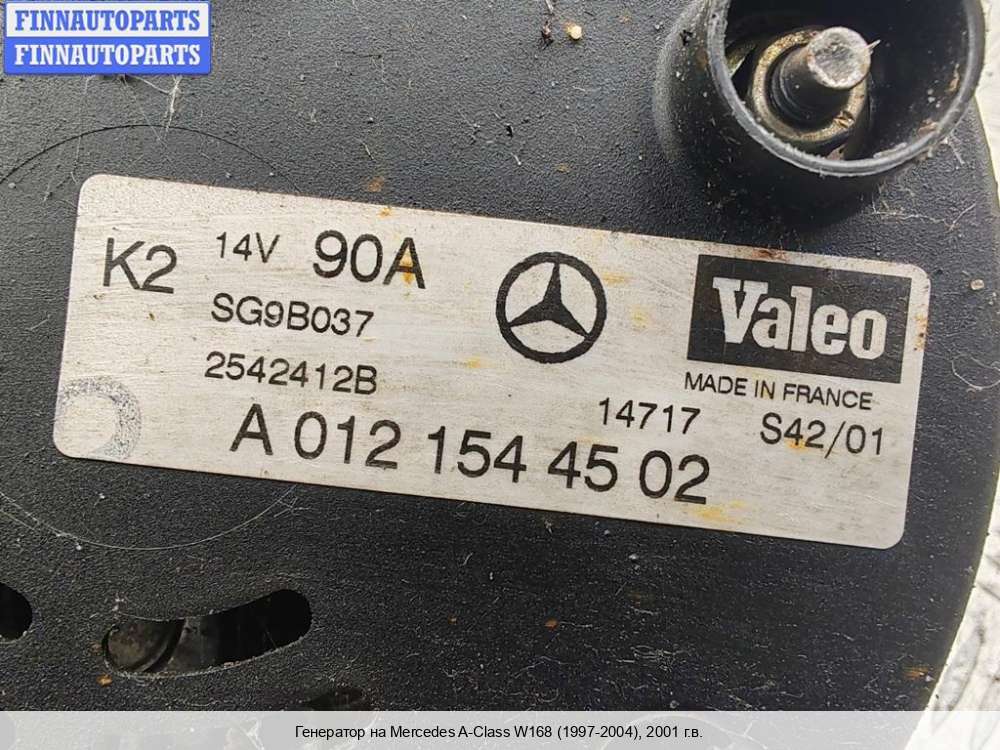 FINNAUTOPARTS
FINNAUTOPARTS
K2 14V 90A
SG9B037
2542412B
A 012 154 45 02
Valeo
MADE IN FRANCE
14717 S42/01
Генератор на Mercedes A-Class W168 (1997-2004), 2001 г.в.